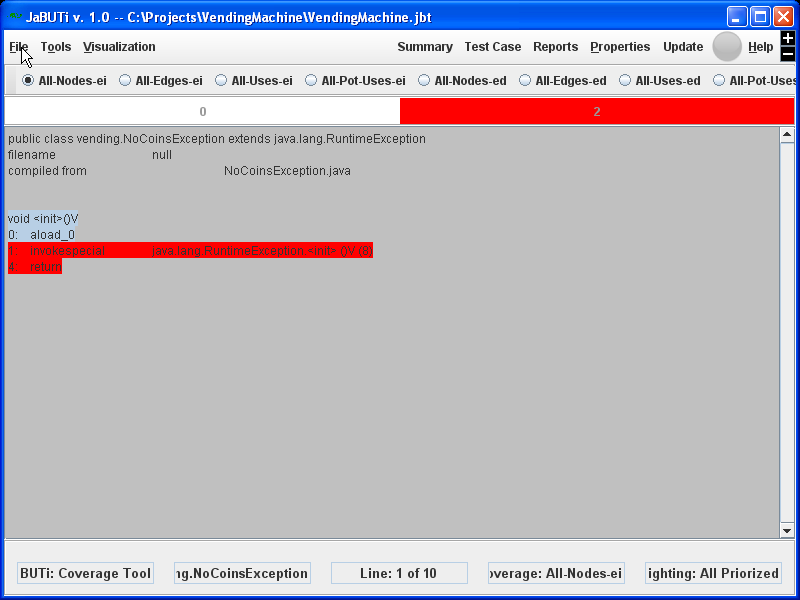 JaBUTi v. 1.0 -- C:\Projects\VendingMachine\VendingMachine.jbt
File Tools Visualization Summary Test Case Reports Properties Update Help
All-Nodes-ei All-Edges-ei All-Uses-ei All-Pot-Uses-ei All-Nodes-ed All-Edges-ed All-Uses-ed All-Pot-Uses
0 2
public class vending.NoCoinsException extends java.lang.RuntimeException
filename null
compiled from NoCoinsException.java
void <init>()V
0: aload_0
1: invokespecial java.lang.RuntimeException.<init> ()V (8)
4: return
BUTi: Coverage Tool ng.NoCoinsException Line: 1 of 10 overage: All-Nodes-ei ighting: All Priorized